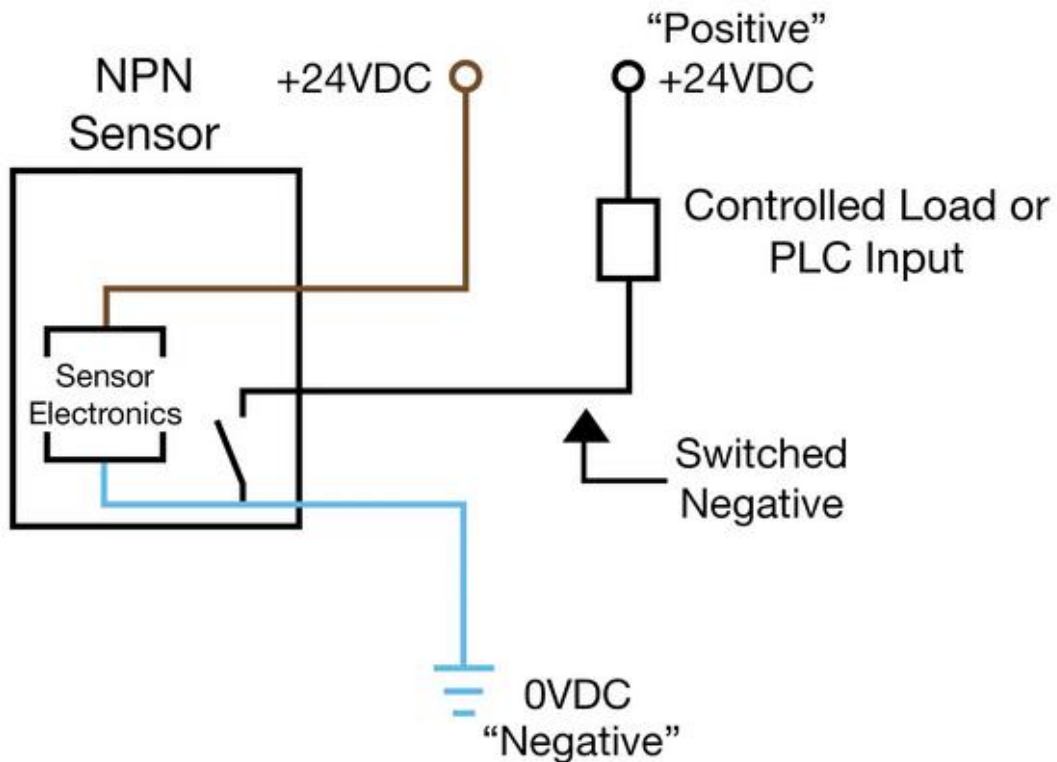 NPN
Sensor
+24VDC
“Positive”
+24VDC
Controlled Load or
PLC Input
Sensor
Electronics
Switched
Negative
0VDC
“Negative”